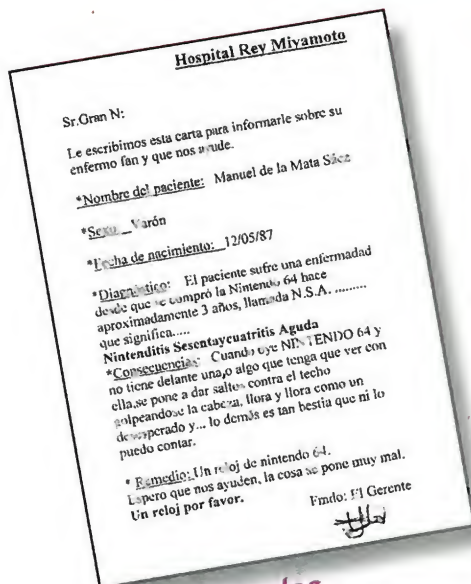 Hospital Rey Miyamoto
Sr.Gran N:
Le escribimos esta carta para informarle sobre su
enfermo fan y que nos ayude.
*Nombre del paciente: Manuel de la Mata Sáez
*Sexo: Varón
*Fecha de nacimiento: 12/05/87
*Diagnóstico: El paciente sufre una enfermadad
desde que se compró la Nintendo 64 hace
aproximadamente 3 años, llamada N.S.A. .........
que significa.....
Nintenditis Sesentaycuatritis Aguda
*Consecuencias: Cuando oye NINTENDO 64 y
no tiene delante una,o algo que tenga que ver con
ella,se pone a dar saltos contra el techo
golpeandose la cabeza, llora y llora como un
desesperado y... lo demás es tan bestia que ni lo
puedo contar.
* Remedio: Un reloj de nintendo 64.
Espero que nos ayuden, la cosa se pone muy mal.
Un reloj por favor.
Fmdo: El Gerente